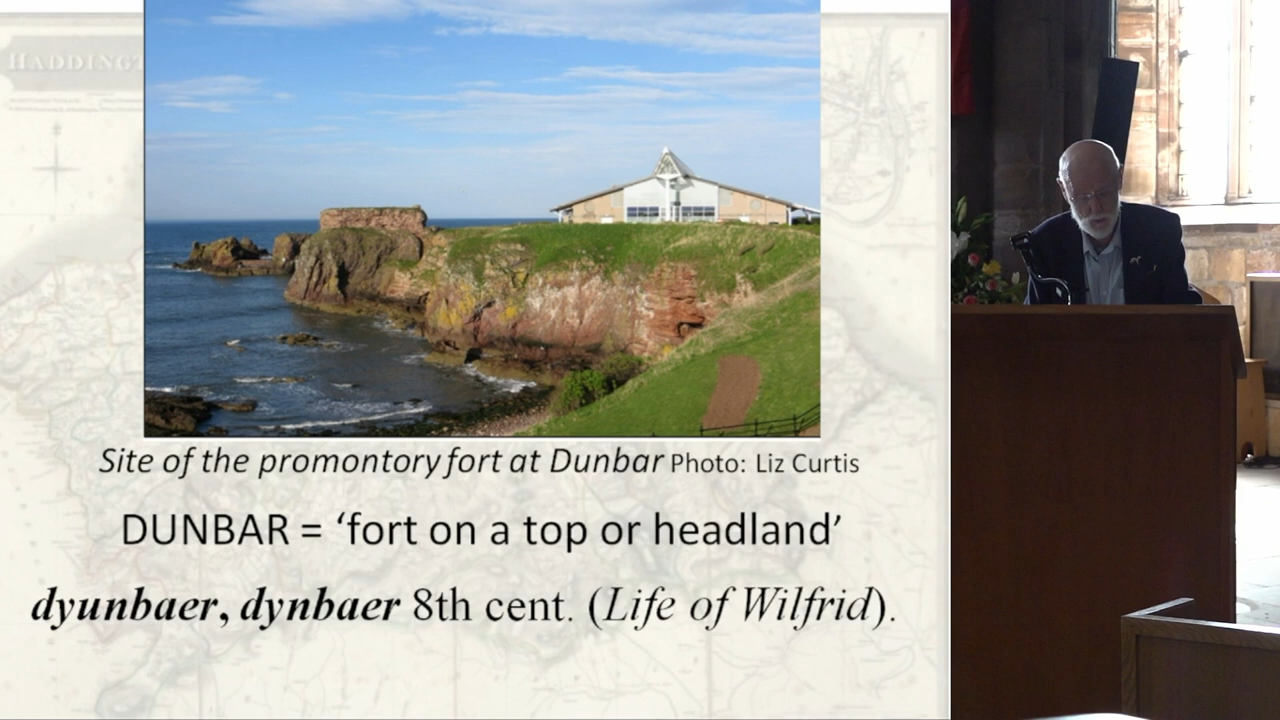 HADDINGT
Site of the promontory fort at Dunbar Photo: Liz Curtis
DUNBAR = ‘fort on a top or headland’
dyunbaer, dynbaer 8th cent. (Life of Wilfrid).